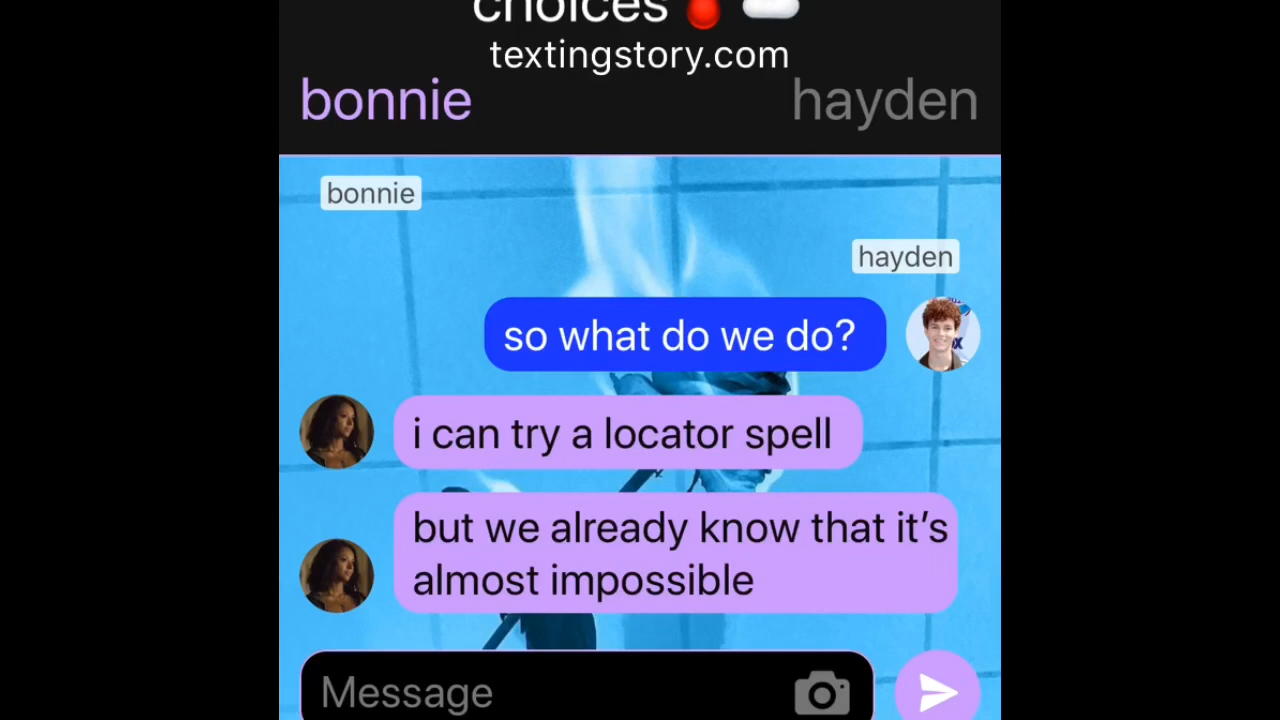 choices🩸☁️
textingstory.com
bonnie hayden
bonnie
hayden
so what do we do?
i can try a locator spell
but we already know that it’s
almost impossible
Message